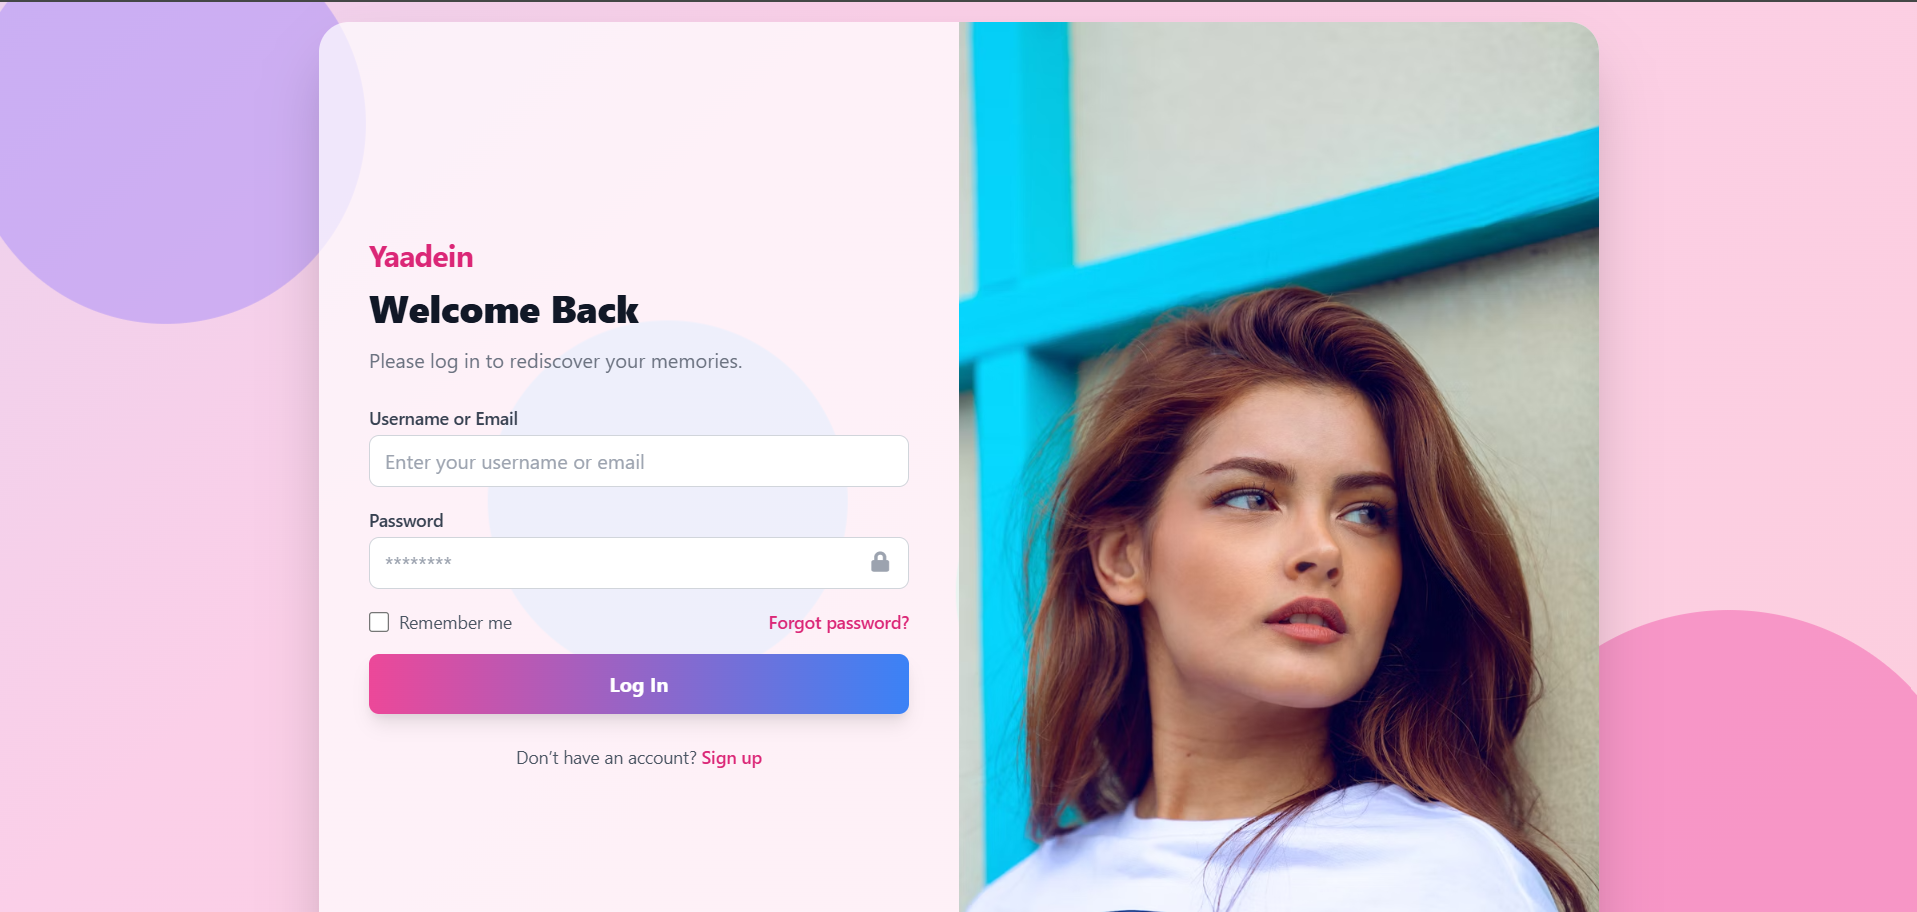 Yaadein
Welcome Back
Please log in to rediscover your memories.
Username or Email
Enter your username or email
Password
********
Remember me
Forgot password?
Log In
Don’t have an account? Sign up